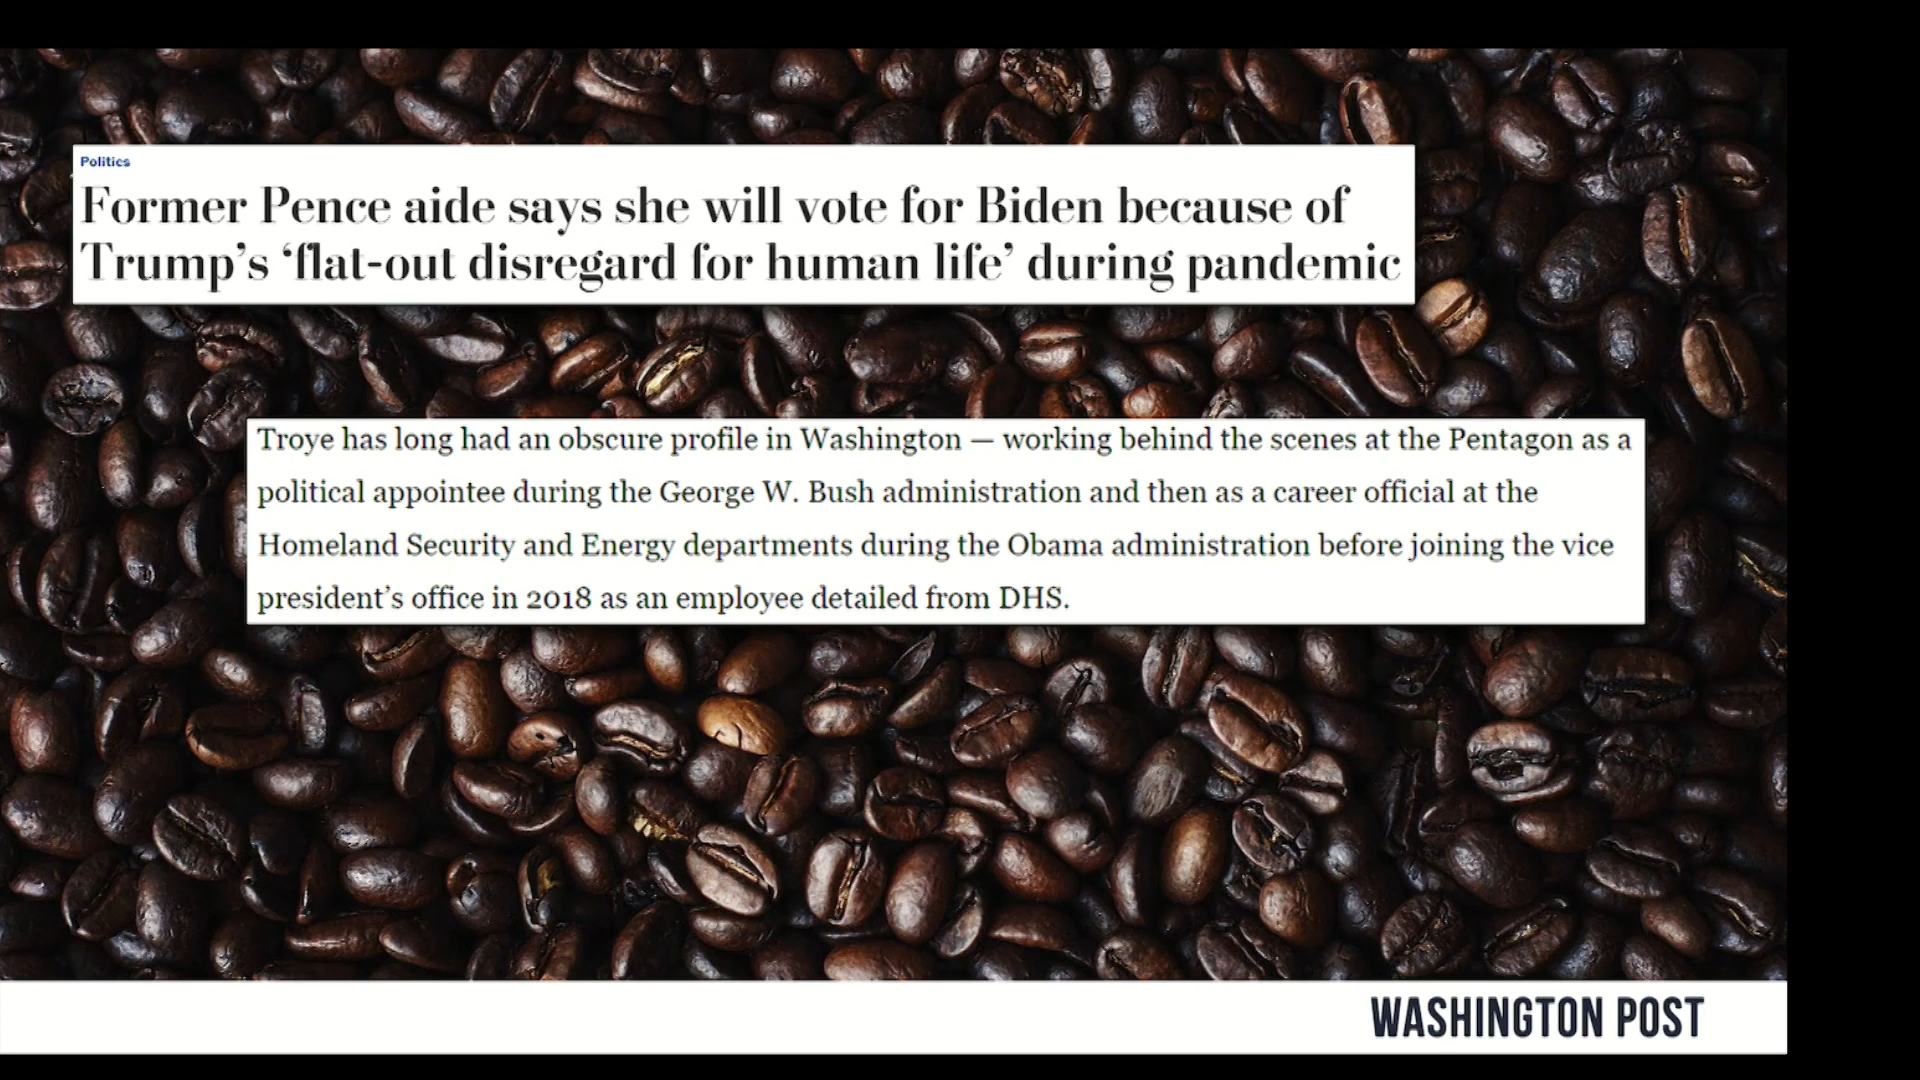 Politics
Former Pence aide says she will vote for Biden because of
Trump’s ‘flat-out disregard for human life’ during pandemic
Troye has long had an obscure profile in Washington — working behind the scenes at the Pentagon as a
political appointee during the George W. Bush administration and then as a career official at the
Homeland Security and Energy departments during the Obama administration before joining the vice
president’s office in 2018 as an employee detailed from DHS.
WASHINGTON POST